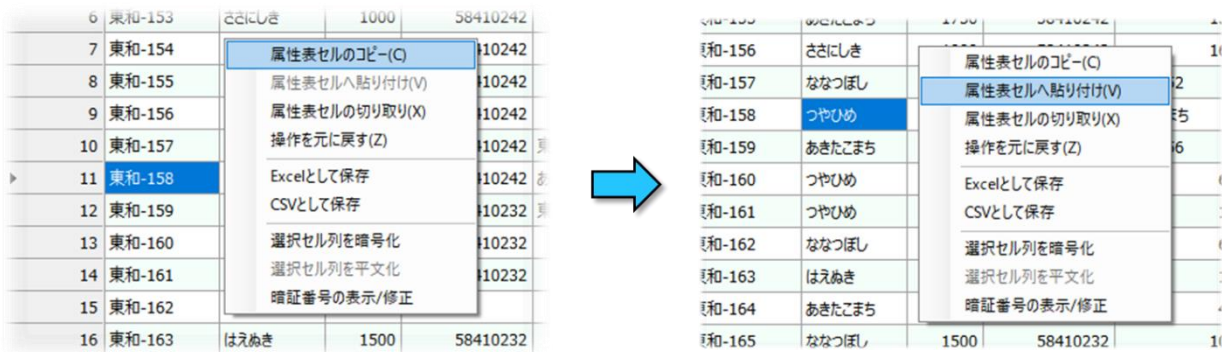 6 東和-153 ささにしき 1000 58410242
7 東和-154 10242
8 東和-155 10242
9 東和-156 10242
10 東和-157 10242
11 東和-158 10242
12 東和-159 10232
13 東和-160 10232
14 東和-161 10232
15 東和-162
16 東和-163 はえぬき 1500 58410232
属性表セルのコピー(C)
属性表セルへ貼り付け(V)
属性表セルの切り取り(X)
操作を元に戻す(Z)
Excelとして保存
CSVとして保存
選択セル列を暗号化
選択セル列を平文化
暗証番号の表示/修正
和-156 ささにしき
和-157 ななつぼし
和-158 つやひめ
和-159 あきたこまち
和-160 つやひめ
和-161 つやひめ
和-162 ななつぼし
和-163 はえぬき
和-164 あきたこまち
和-165 ななつぼし 1500 58410232
属性表セルのコピー(C)
属性表セルへ貼り付け(V)
属性表セルの切り取り(X)
操作を元に戻す(Z)
Excelとして保存
CSVとして保存
選択セル列を暗号化
選択セル列を平文化
暗証番号の表示/修正